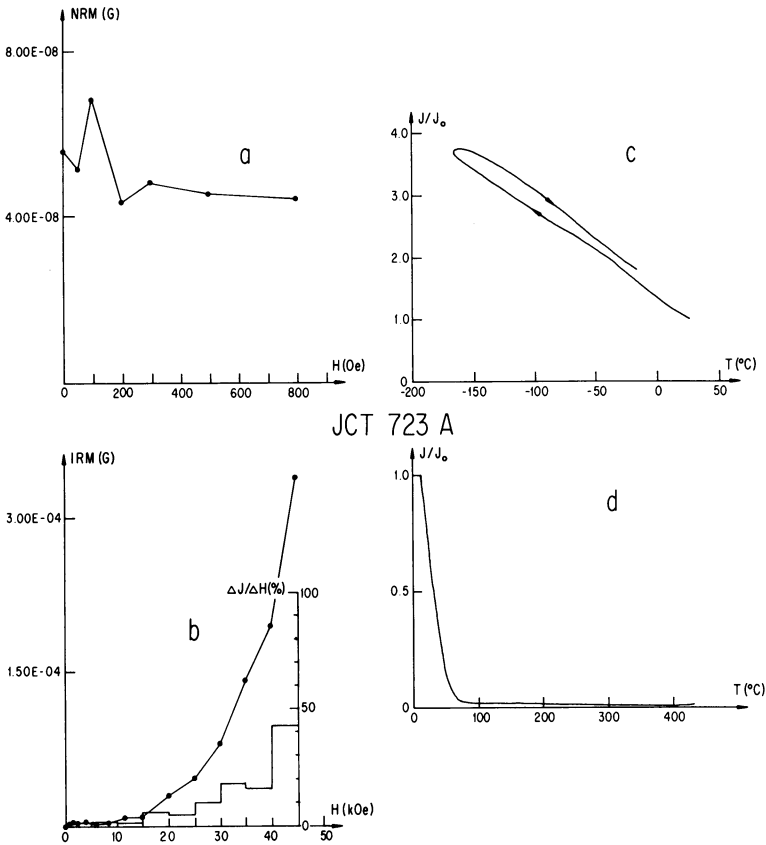 NRM (G)
8.00E-08
4.00E-08
a
H (Oe)
0 200 400 600 800
J/J₀
4.0
3.0
2.0
1.0
0
c
T (°C)
-200 -150 -100 -50 0 50
JCT 723 A
IRM (G)
3.00E-04
1.50E-04
ΔJ/ΔH(%)
100
50
0
b
H (kOe)
0 10 20 30 40 50
J/J₀
1.0
0.5
0
d
T (°C)
0 100 200 300 400